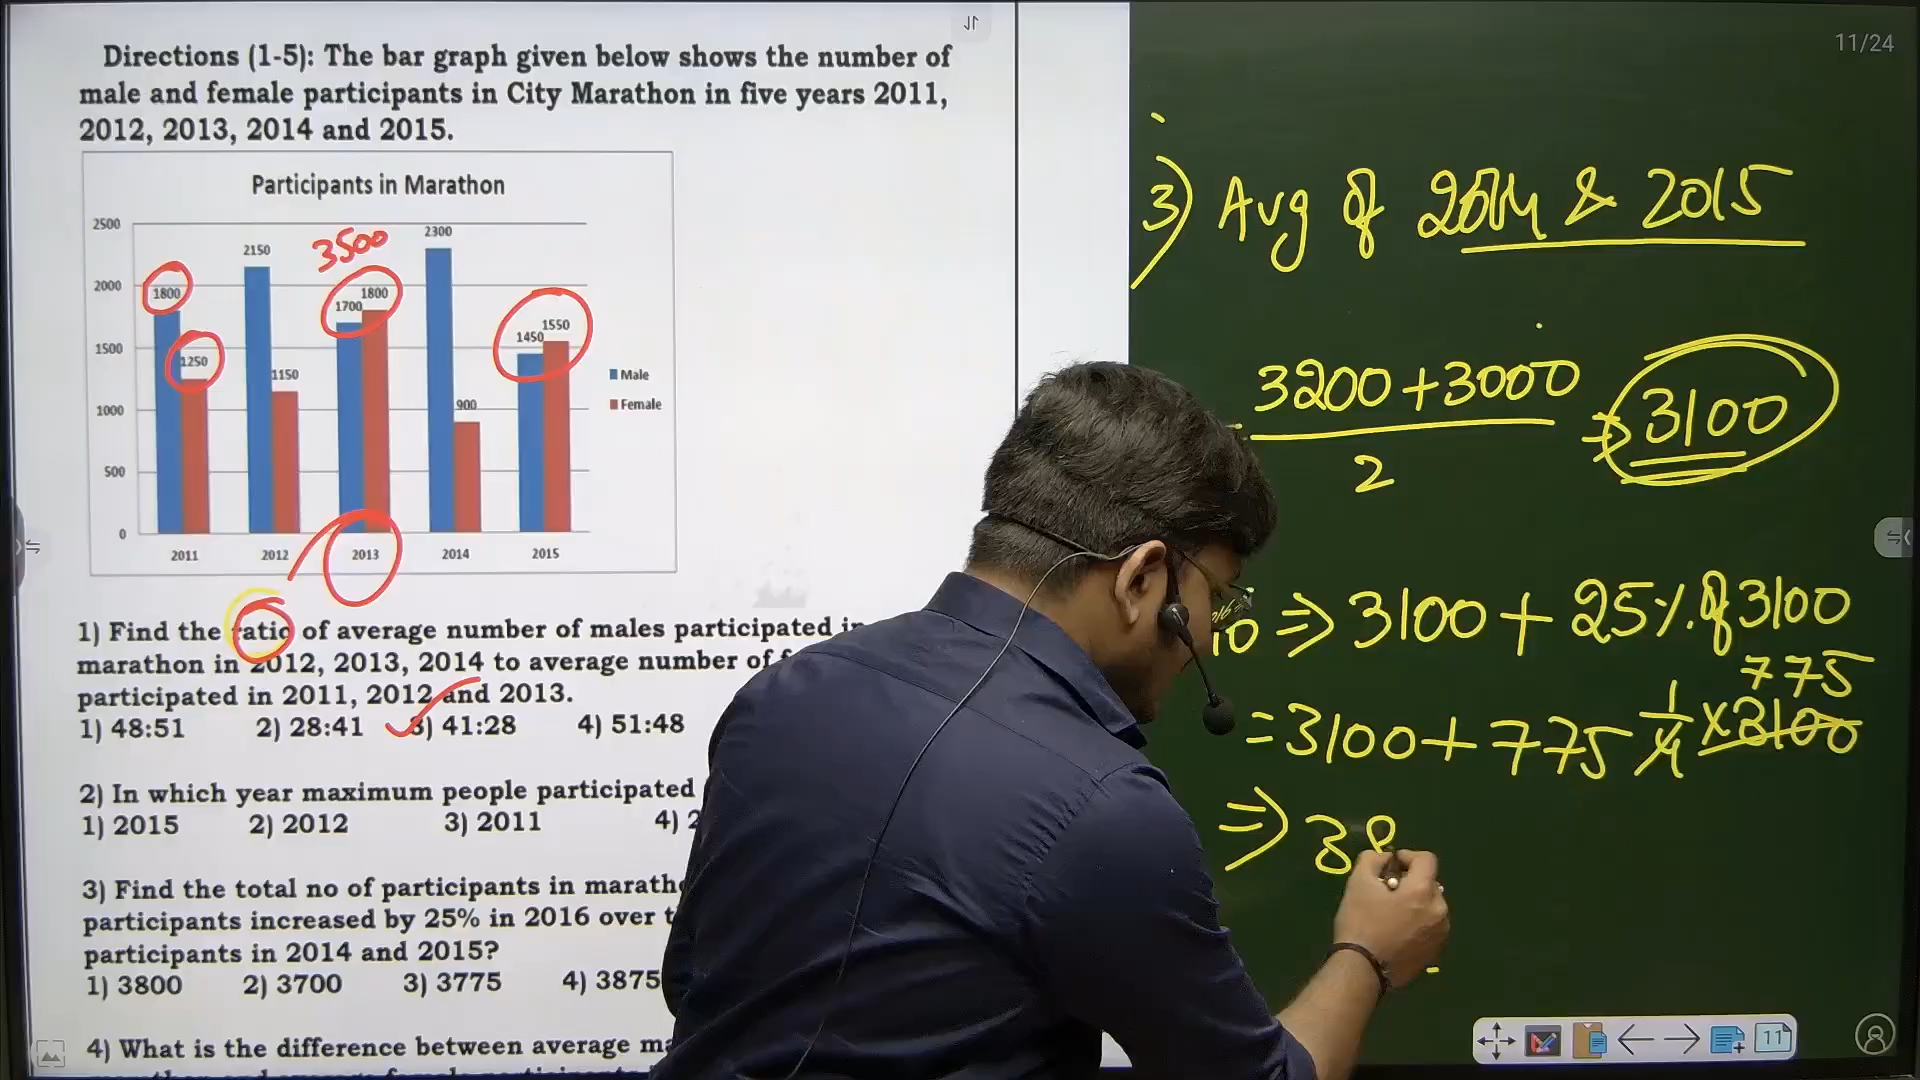 11/24
Directions (1-5): The bar graph given below shows the number of
male and female participants in City Marathon in five years 2011,
2012, 2013, 2014 and 2015.
Participants in Marathon
2500
2000
1500
1000
500
0
1800
1250
2150
1150
3500
1700
1800
2300
900
1450
1550
2011
2012
2013
2014
2015
Male
Female
1) Find the ratio of average number of males participated in
marathon in 2012, 2013, 2014 to average number of
participated in 2011, 2012 and 2013.
1) 48:51 2) 28:41 3) 41:28 4) 51:48
2) In which year maximum people participated
1) 2015 2) 2012 3) 2011 4) 2
3) Find the total no of participants in marath
participants increased by 25% in 2016 over t
participants in 2014 and 2015?
1) 3800 2) 3700 3) 3775 4) 3875
4) What is the difference between average ma
3) Avg of 2014 & 2015
3200+3000
2
⇒ 3100
⇒ 3100 + 25% of 3100
775
= 3100 + 775 1/4 × 3100
⇒ 38
11